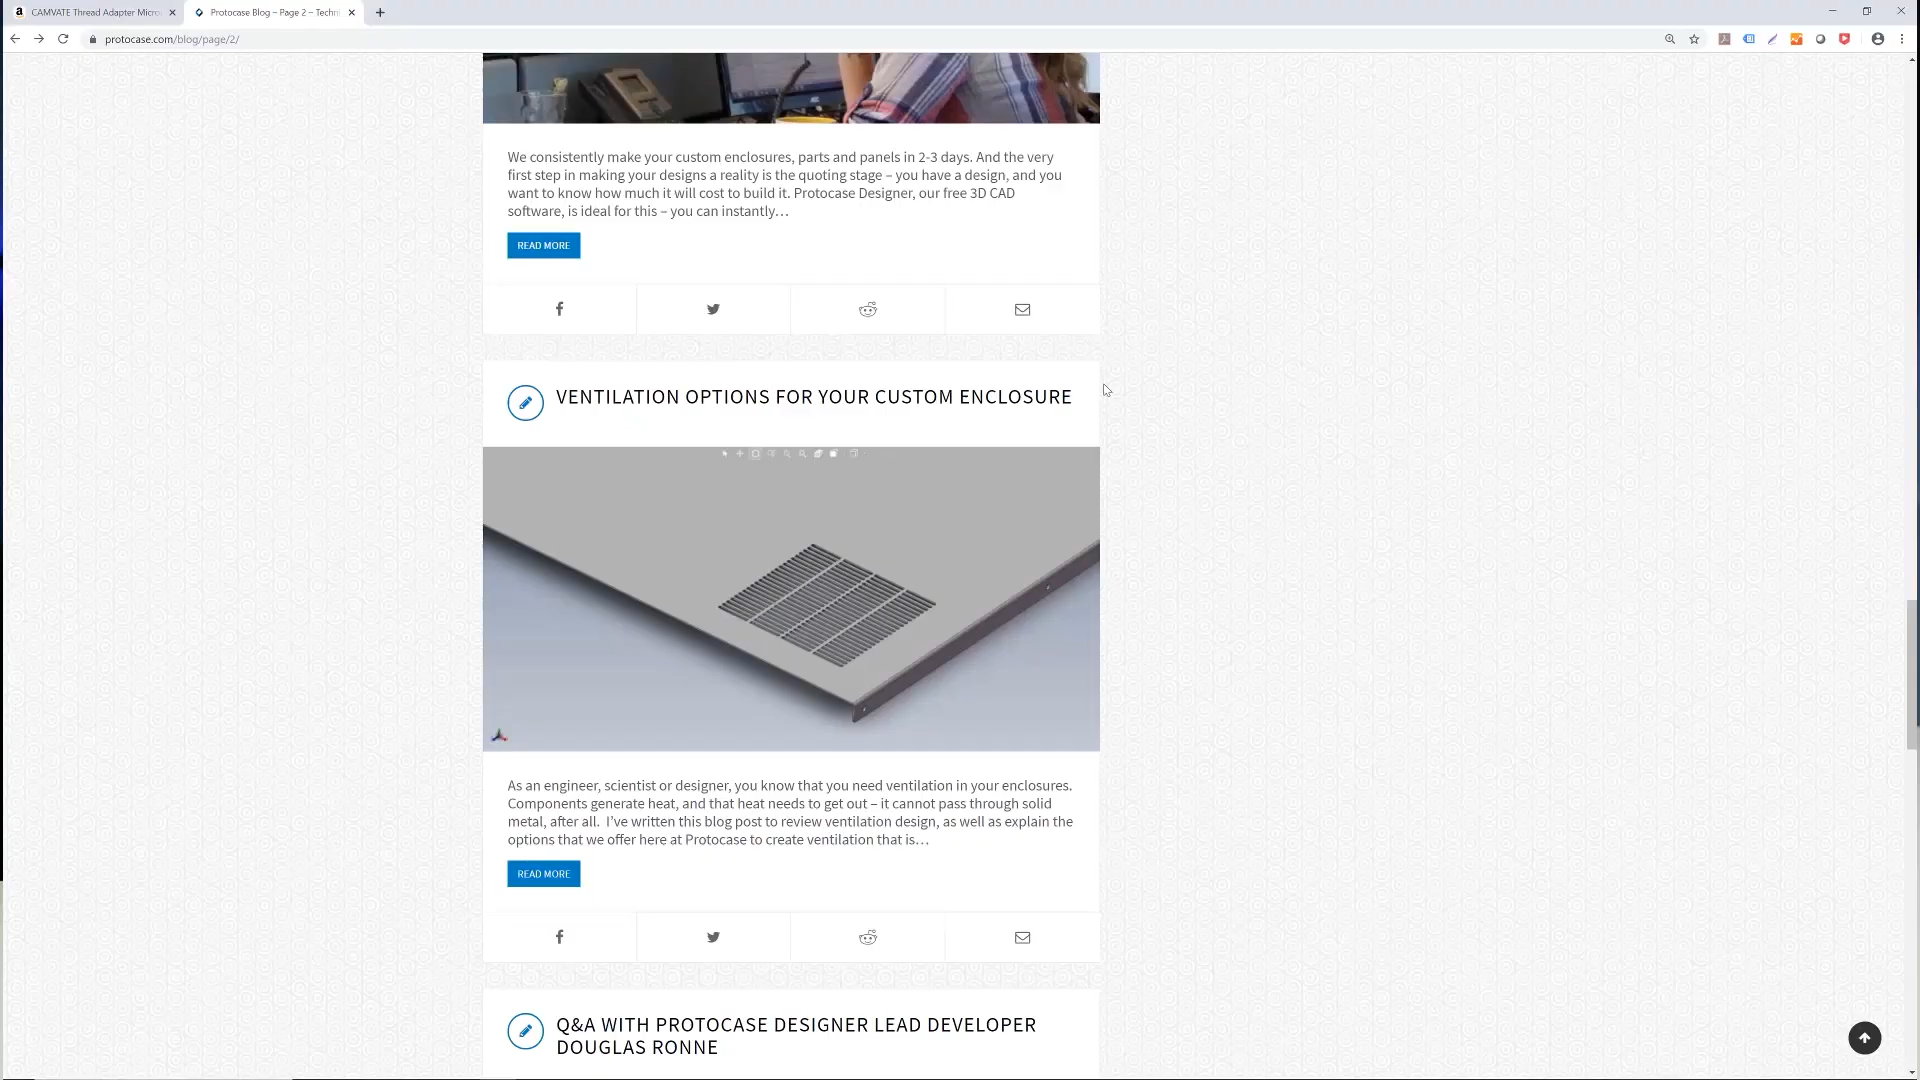 CAMVATE Thread Adapter Micro
Protocase Blog – Page 2 – Techni
protocase.com/blog/page/2/
We consistently make your custom enclosures, parts and panels in 2-3 days. And the very
first step in making your designs a reality is the quoting stage – you have a design, and you
want to know how much it will cost to build it. Protocase Designer, our free 3D CAD
software, is ideal for this – you can instantly…
READ MORE
VENTILATION OPTIONS FOR YOUR CUSTOM ENCLOSURE
As an engineer, scientist or designer, you know that you need ventilation in your enclosures.
Components generate heat, and that heat needs to get out – it cannot pass through solid
metal, after all.  I've written this blog post to review ventilation design, as well as explain the
options that we offer here at Protocase to create ventilation that is…
READ MORE
Q&A WITH PROTOCASE DESIGNER LEAD DEVELOPER
DOUGLAS RONNE